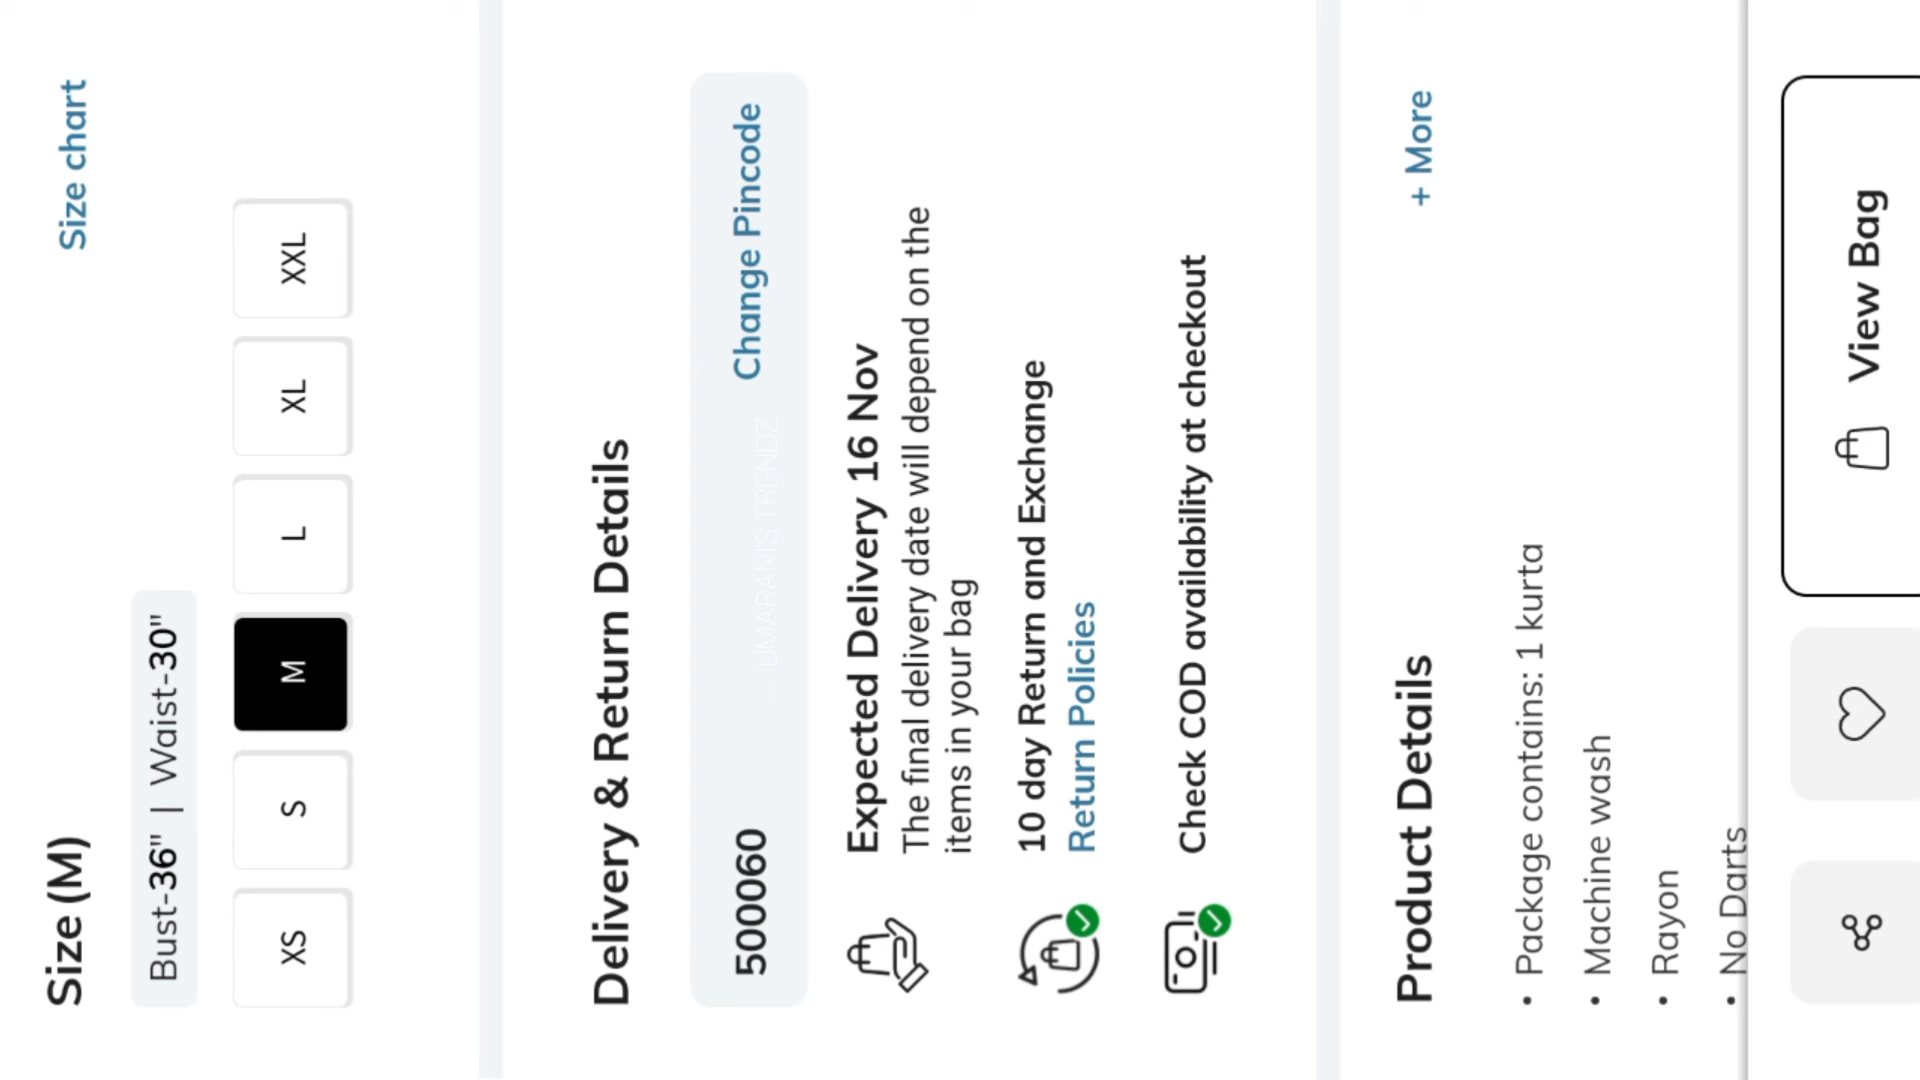 Size (M)
Size chart
Bust-36" | Waist-30"
XS S M L XL XXL
Delivery & Return Details
500060
Change Pincode
UMARANIS TRENDZ
Expected Delivery 16 Nov
The final delivery date will depend on the
items in your bag
10 day Return and Exchange
Return Policies
Check COD availability at checkout
Product Details
+ More
• Package contains: 1 kurta
• Machine wash
• Rayon
• No Darts
View Bag